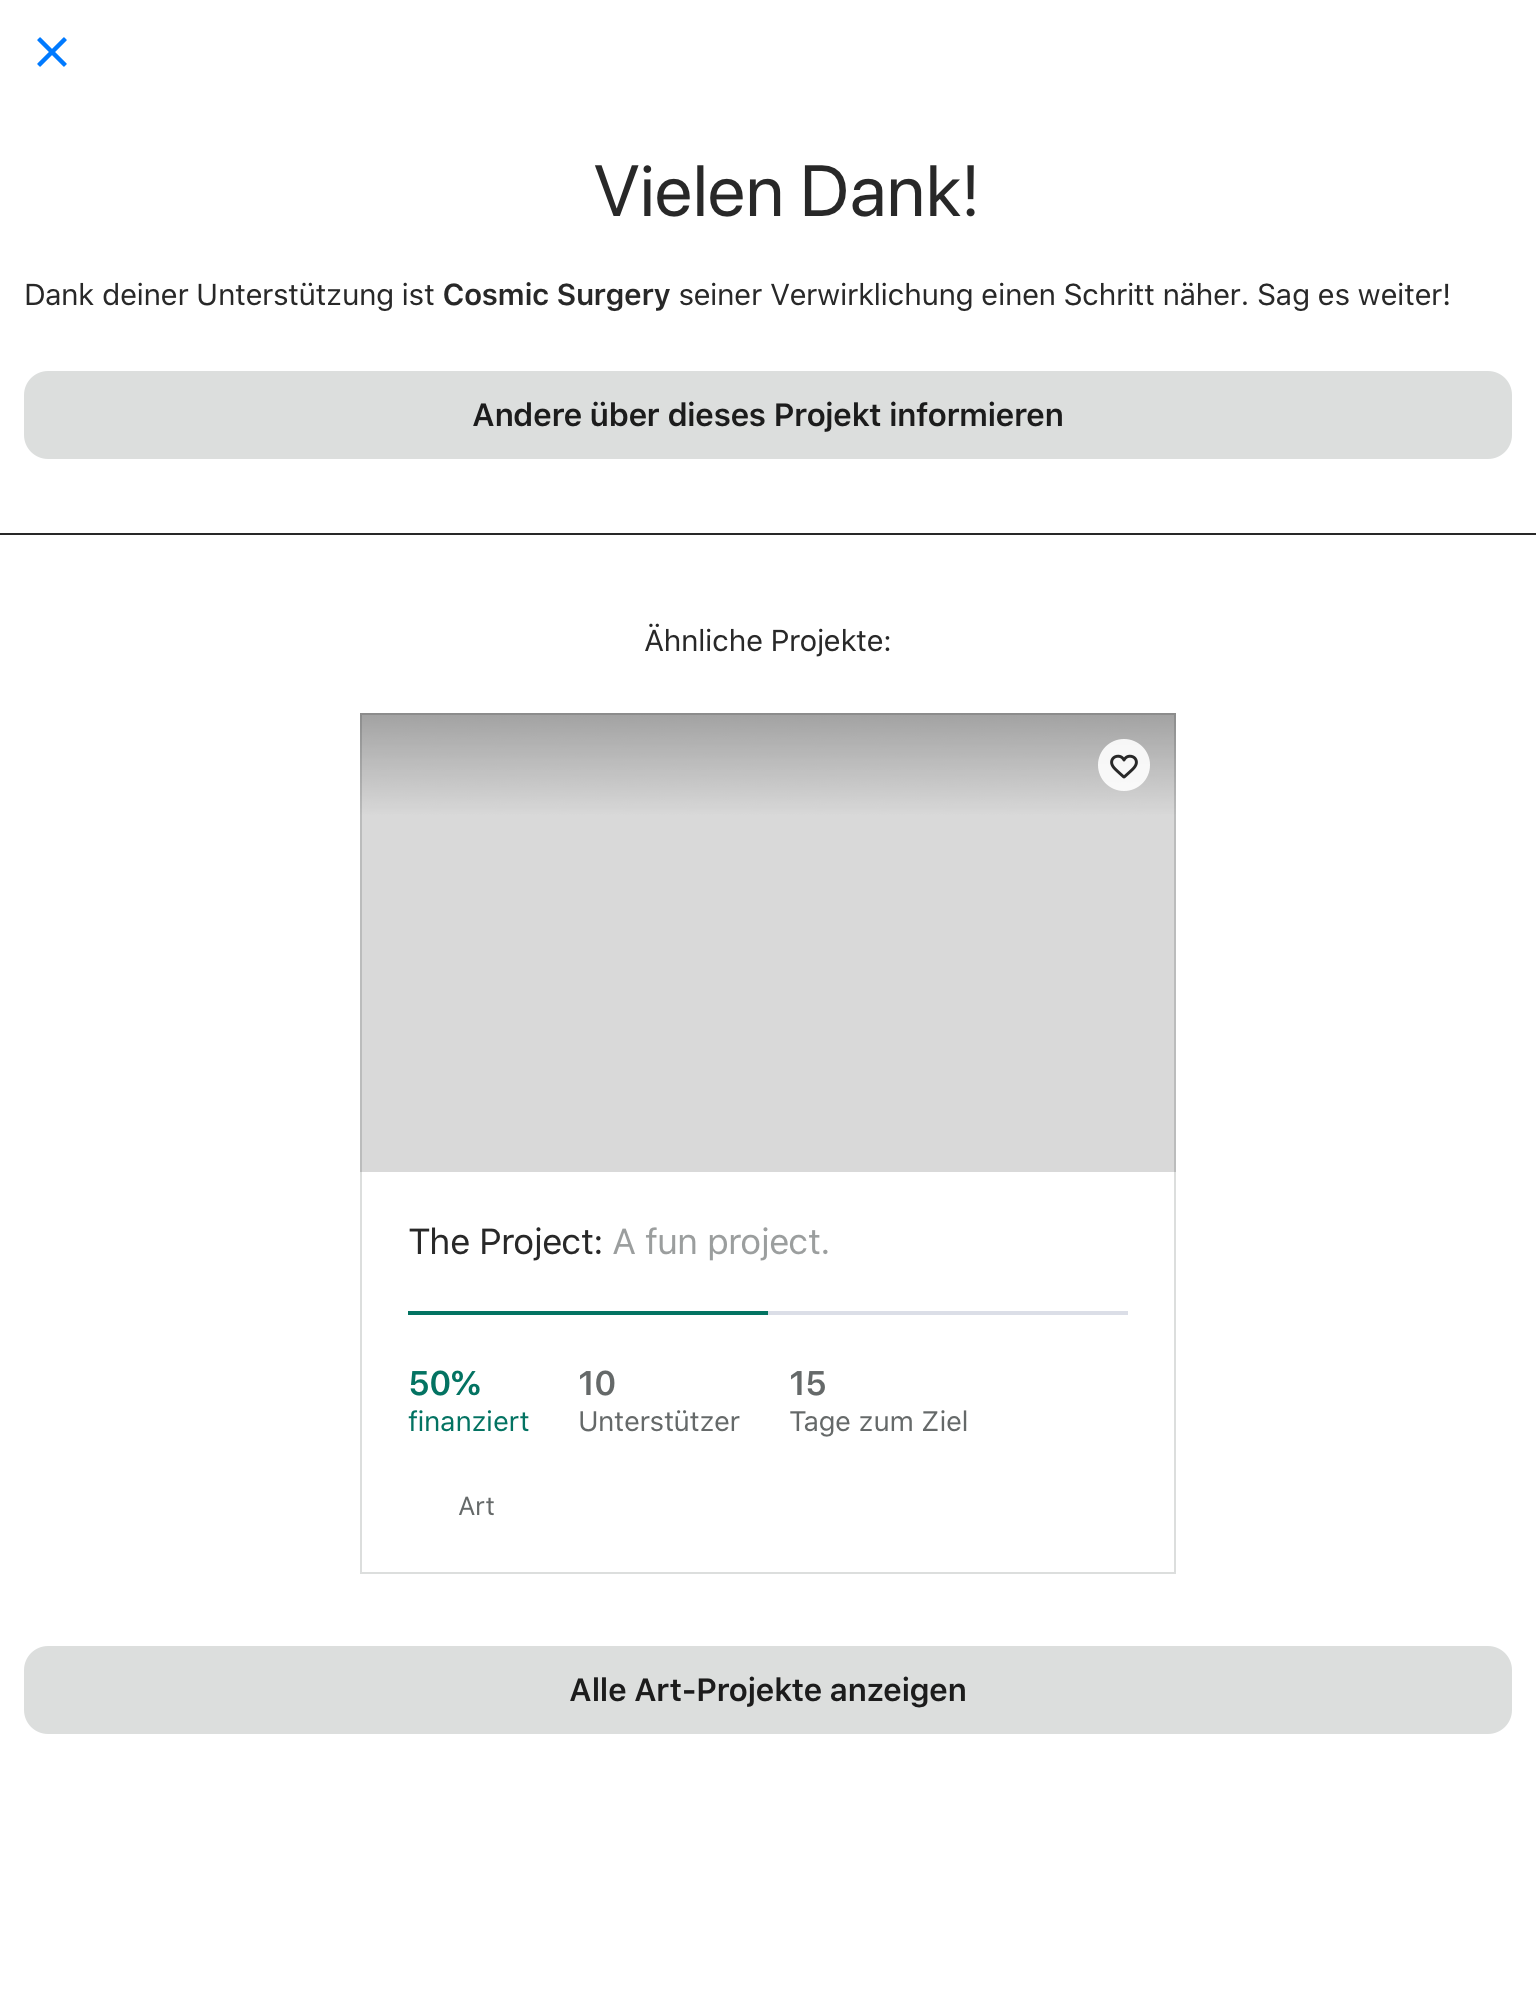 Vielen Dank!
Dank deiner Unterstützung ist Cosmic Surgery seiner Verwirklichung einen Schritt näher. Sag es weiter!
Andere über dieses Projekt informieren
Ähnliche Projekte:
The Project: A fun project.
50%
finanziert
10
Unterstützer
15
Tage zum Ziel
Art
Alle Art-Projekte anzeigen